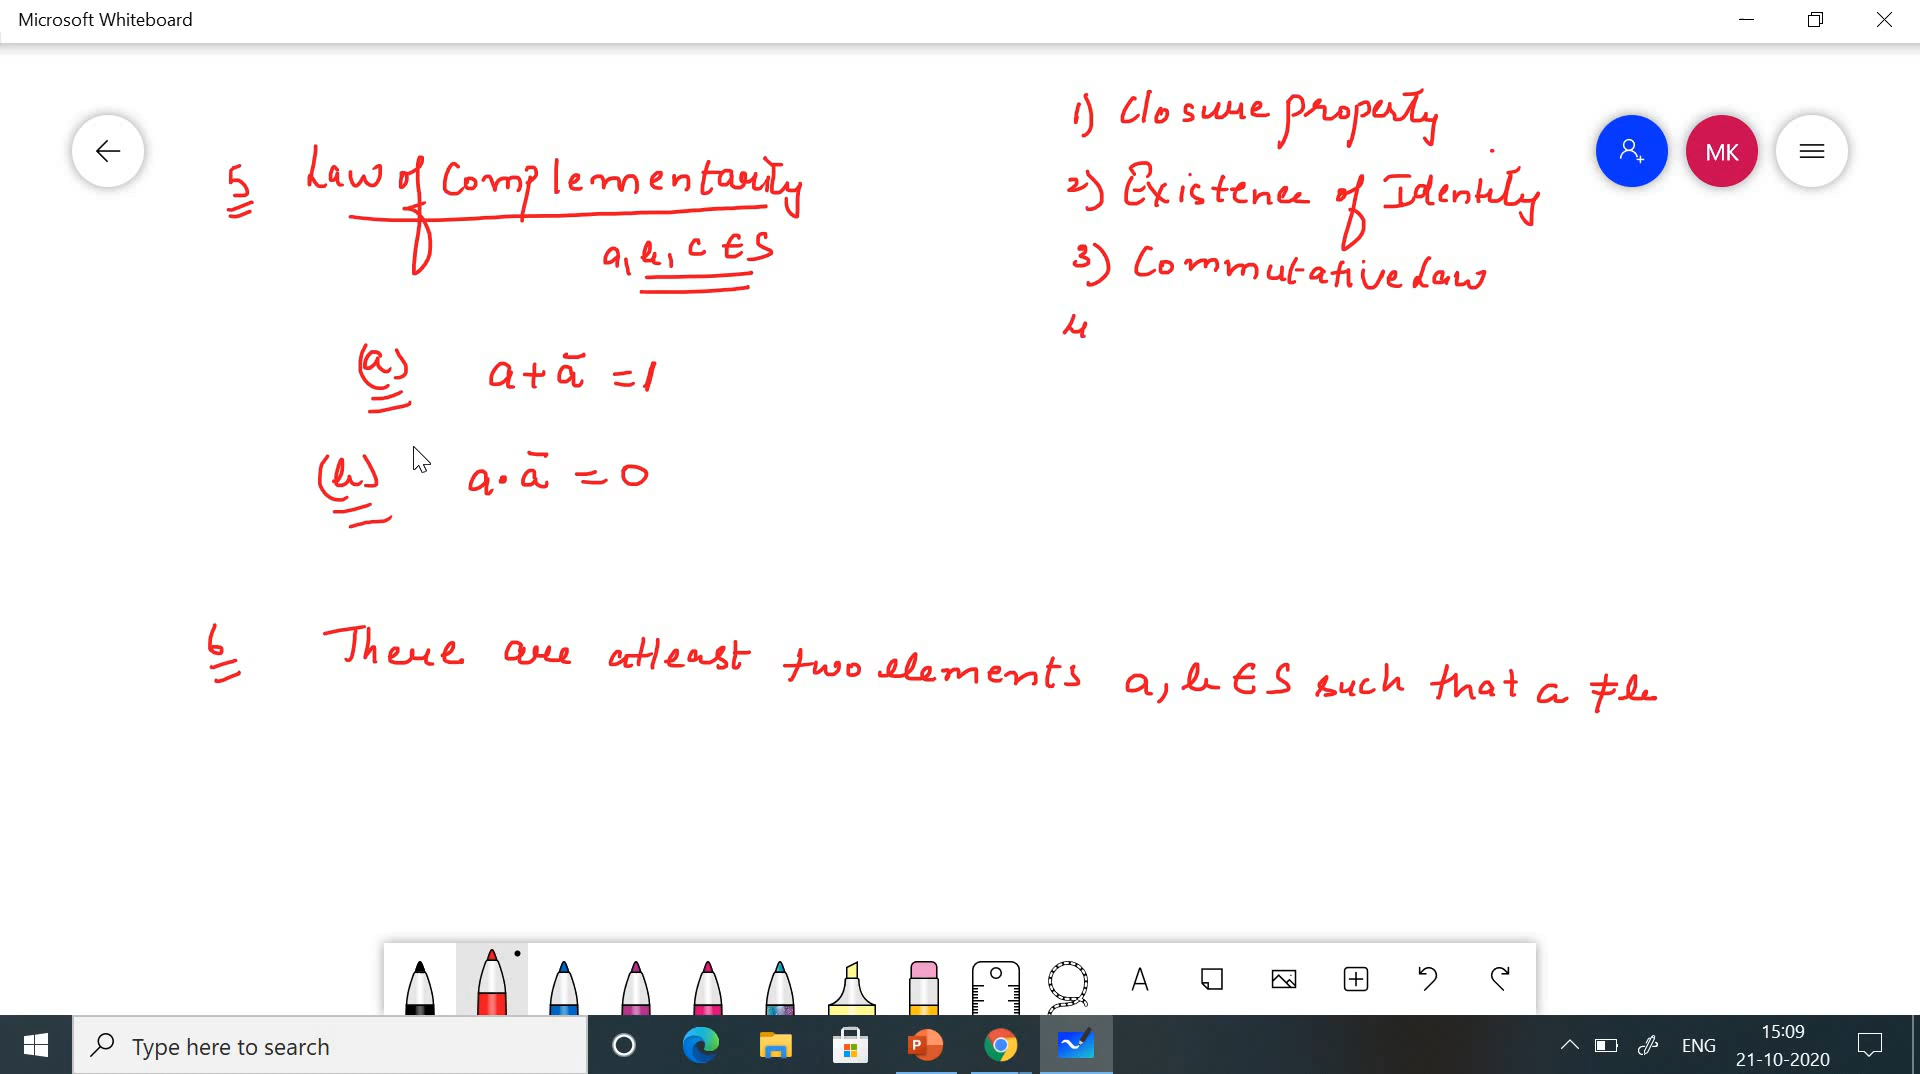 Microsoft Whiteboard
5 Law of Complementarity
a, b, c ∈ S
(a) a + ā = 1
(b) a . ā = 0
1) Closure property
2) Existence of Identity
3) Commutative Law
4
MK
6 There are atleast two elements a, b ∈ S such that a ≠ b
A
Type here to search
P
ENG
15:09
21-10-2020